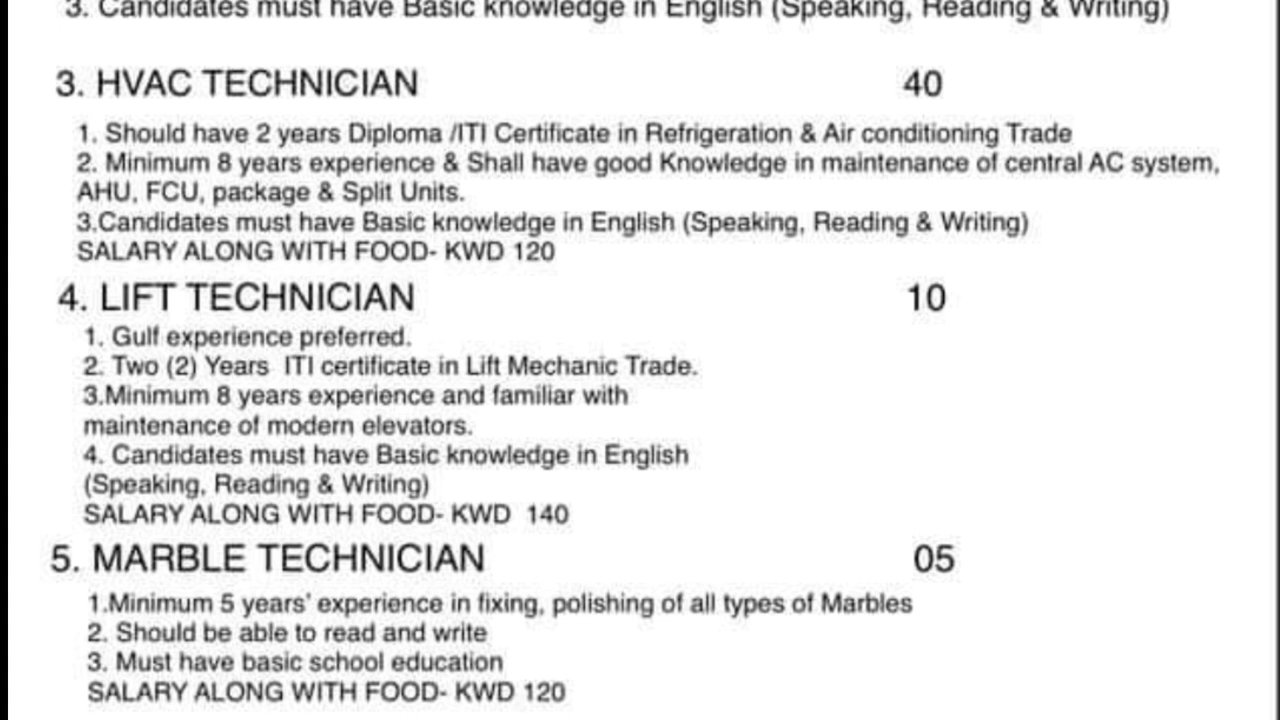 3. Candidates must have Basic knowledge in English (Speaking, Reading & Writing)
3. HVAC TECHNICIAN 40
1. Should have 2 years Diploma /ITI Certificate in Refrigeration & Air conditioning Trade
2. Minimum 8 years experience & Shall have good Knowledge in maintenance of central AC system,
AHU, FCU, package & Split Units.
3.Candidates must have Basic knowledge in English (Speaking, Reading & Writing)
SALARY ALONG WITH FOOD- KWD 120
4. LIFT TECHNICIAN 10
1. Gulf experience preferred.
2. Two (2) Years ITI certificate in Lift Mechanic Trade.
3.Minimum 8 years experience and familiar with
maintenance of modern elevators.
4. Candidates must have Basic knowledge in English
(Speaking, Reading & Writing)
SALARY ALONG WITH FOOD- KWD 140
5. MARBLE TECHNICIAN 05
1.Minimum 5 years’ experience in fixing, polishing of all types of Marbles
2. Should be able to read and write
3. Must have basic school education
SALARY ALONG WITH FOOD- KWD 120